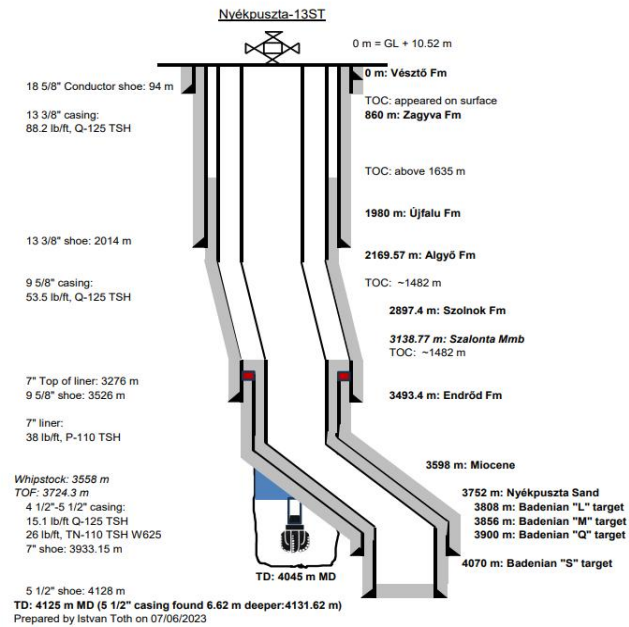 Nyékpuszta-13ST
0 m = GL + 10.52 m
0 m: Vésztő Fm
18 5/8" Conductor shoe: 94 m
TOC: appeared on surface
13 3/8" casing:
860 m: Zagyva Fm
88.2 lb/ft, Q-125 TSH
TOC: above 1635 m
1980 m: Újfalu Fm
13 3/8" shoe: 2014 m
2169.57 m: Algyő Fm
9 5/8" casing:
TOC: ~1482 m
53.5 lb/ft, Q-125 TSH
2897.4 m: Szolnok Fm
3138.77 m: Szalonta Mmb
TOC: ~1482 m
7" Top of liner: 3276 m
9 5/8" shoe: 3526 m
3493.4 m: Endrőd Fm
7" liner:
38 lb/ft, P-110 TSH
3598 m: Miocene
Whipstock: 3558 m
TOF: 3724.3 m
3752 m: Nyékpuszta Sand
4 1/2"-5 1/2" casing:
3808 m: Badenian "L" target
15.1 lb/ft Q-125 TSH
3856 m: Badenian "M" target
26 lb/ft, TN-110 TSH W625
3900 m: Badenian "Q" target
7" shoe: 3933.15 m
4070 m: Badenian "S" target
TD: 4045 m MD
5 1/2" shoe: 4128 m
TD: 4125 m MD (5 1/2" casing found 6.62 m deeper:4131.62 m)
Prepared by Istvan Toth on 07/06/2023